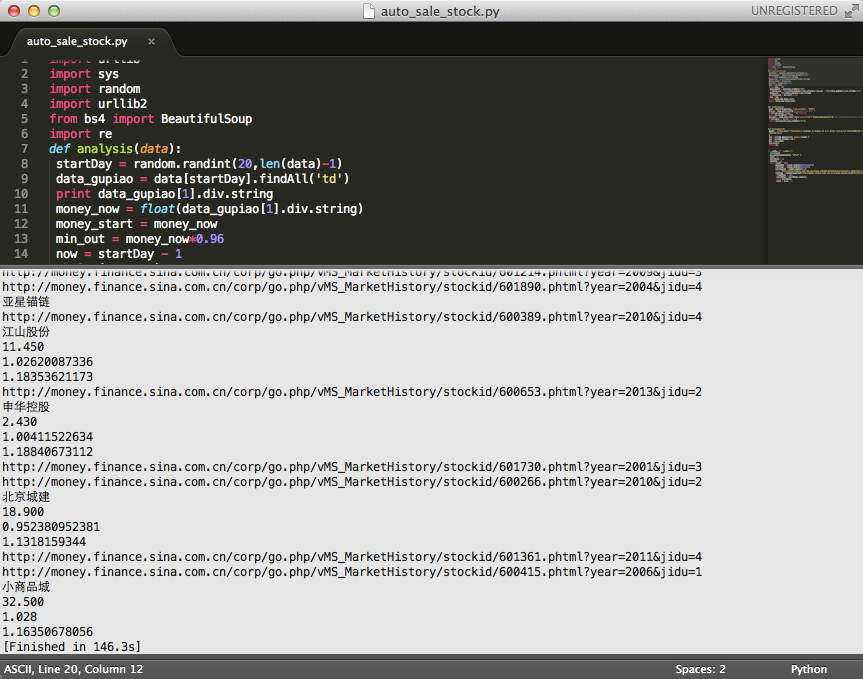 auto_sale_stock.py
UNREGISTERED
auto_sale_stock.py ×
1 import urllib
2 import sys
3 import random
4 import urllib2
5 from bs4 import BeautifulSoup
6 import re
7 def analysis(data):
8 startDay = random.randint(20,len(data)-1)
9 data_gupiao = data[startDay].findAll('td')
10 print data_gupiao[1].div.string
11 money_now = float(data_gupiao[1].div.string)
12 money_start = money_now
13 min_out = money_now*0.96
14 now = startDay - 1
http://money.finance.sina.com.cn/corp/go.php/vMS_MarketHistory/stockid/601214.phtml?year=2009&jidu=3
http://money.finance.sina.com.cn/corp/go.php/vMS_MarketHistory/stockid/601890.phtml?year=2004&jidu=4
亚星锚链
http://money.finance.sina.com.cn/corp/go.php/vMS_MarketHistory/stockid/600389.phtml?year=2010&jidu=4
江山股份
11.450
1.02620087336
1.18353621173
http://money.finance.sina.com.cn/corp/go.php/vMS_MarketHistory/stockid/600653.phtml?year=2013&jidu=2
申华控股
2.430
1.00411522634
1.18840673112
http://money.finance.sina.com.cn/corp/go.php/vMS_MarketHistory/stockid/601730.phtml?year=2001&jidu=3
http://money.finance.sina.com.cn/corp/go.php/vMS_MarketHistory/stockid/600266.phtml?year=2010&jidu=2
北京城建
18.900
0.952380952381
1.1318159344
http://money.finance.sina.com.cn/corp/go.php/vMS_MarketHistory/stockid/601361.phtml?year=2011&jidu=4
http://money.finance.sina.com.cn/corp/go.php/vMS_MarketHistory/stockid/600415.phtml?year=2006&jidu=1
小商品城
32.500
1.028
1.16350678056
[Finished in 146.3s]
ASCII, Line 20, Column 12
Spaces: 2
Python